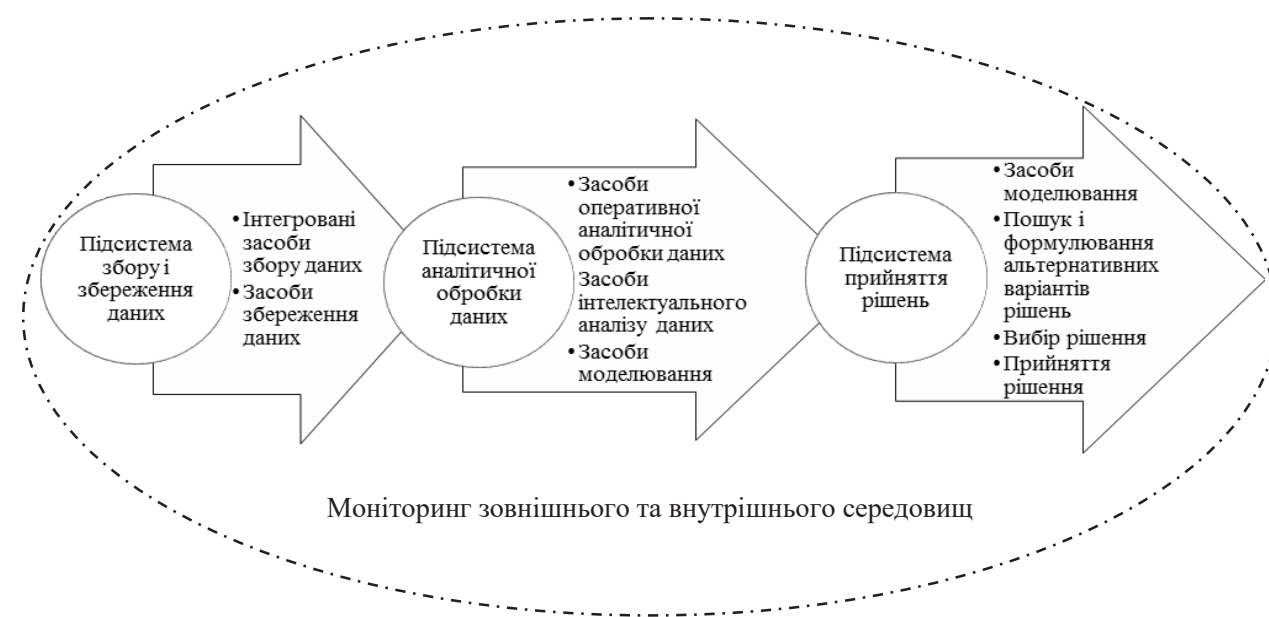 Підсистема
збору і
збереження
даних
•Інтегровані
засоби
збору даних
•Засоби
збереження
даних
Підсистема
аналітичної
обробки
даних
•Засоби
оперативної
аналітичної
обробки даних
Засоби
інтелектуального
аналізу даних
•Засоби
моделювання
Підсистема
прийняття
рішень
•Засоби
моделювання
•Пошук і
формулювання
альтернативних
варіантів
рішень
•Вибір рішення
•Прийняття
рішення
Моніторинг зовнішнього та внутрішнього середовищ